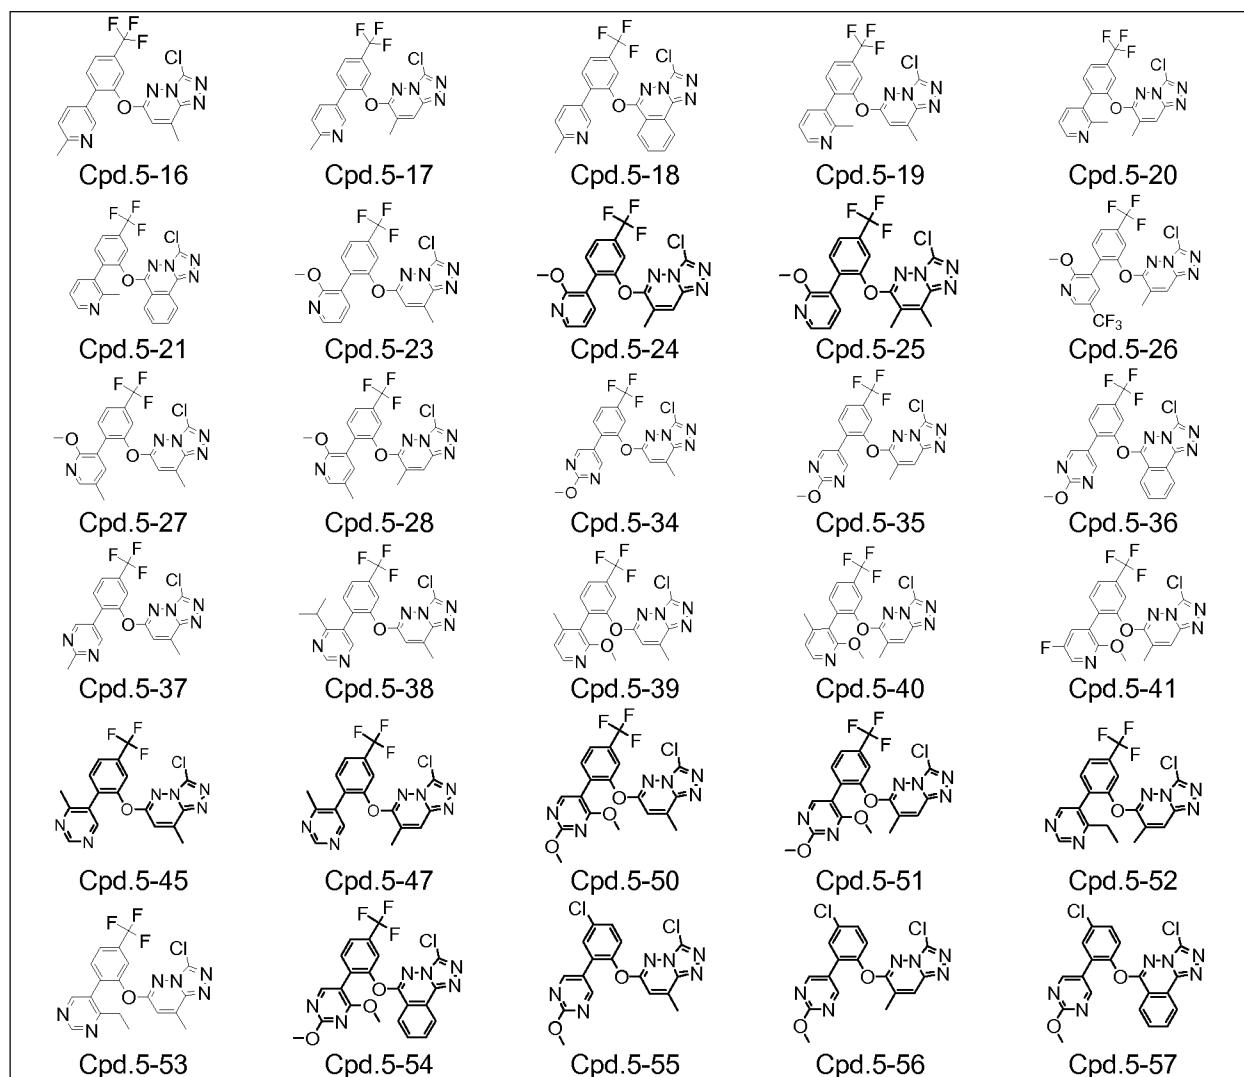 Cpd.5-16 Cpd.5-17 Cpd.5-18 Cpd.5-19 Cpd.5-20
Cpd.5-21 Cpd.5-23 Cpd.5-24 Cpd.5-25 Cpd.5-26
Cpd.5-27 Cpd.5-28 Cpd.5-34 Cpd.5-35 Cpd.5-36
Cpd.5-37 Cpd.5-38 Cpd.5-39 Cpd.5-40 Cpd.5-41
Cpd.5-45 Cpd.5-47 Cpd.5-50 Cpd.5-51 Cpd.5-52
Cpd.5-53 Cpd.5-54 Cpd.5-55 Cpd.5-56 Cpd.5-57